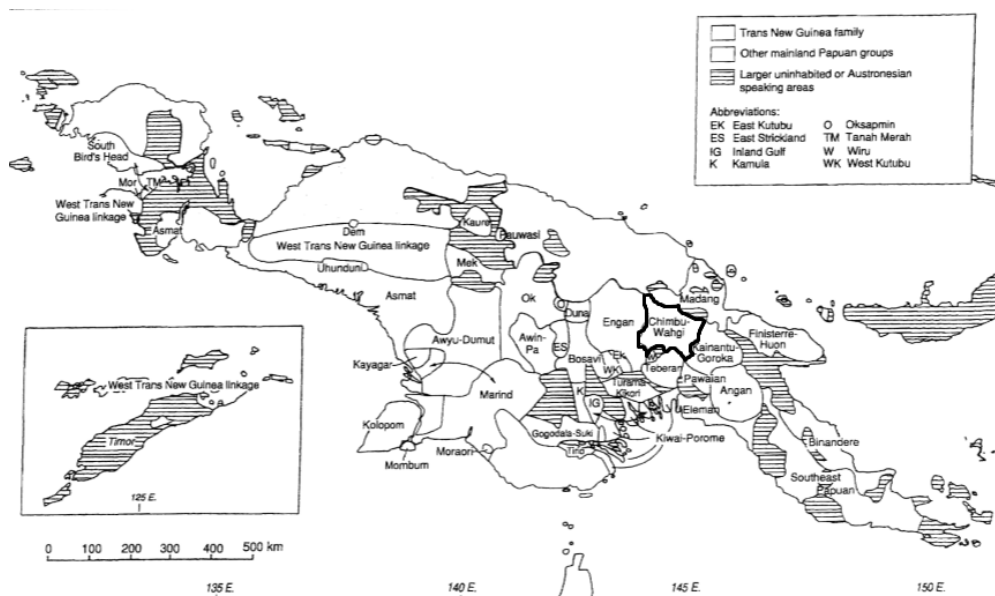 Trans New Guinea family
Other mainland Papuan groups
Larger uninhabited or Austronesian
speaking areas
Abbreviations:
EK East Kutubu
ES East Strickland
IG Inland Gulf
K Kamula
O Oksapmin
TM Tanah Merah
W Wiru
WK West Kutubu
South
Bird's Head
Mor
TM
West Trans New
Guinea linkage
Asmat
Dem
West Trans New Guinea linkage
Uhunduni
Kaure
Pauwasi
Mek
Asmat
Ok
O
Duna
Engan
Chimbu-
Wahgi
Madang
Finisterre-
Huon
Kainantu-
Goroka
Awyu-Dumut
Awin-
Pa
ES
Bosavi
EK
WK
W
Teberan
Pawaian
Angan
Kayagar
Marind
K
IG
Turama-
Kikori
Eleman
Kolopom
Gogodala-Suki
Tirio
Kiwai-Porome
Mombum
Moraori
Binandere
Southeast
Papuan
West Trans New Guinea linkage
Timor
125 E.
0 100 200 300 400 500 km
135 E. 140 E. 145 E. 150 E.